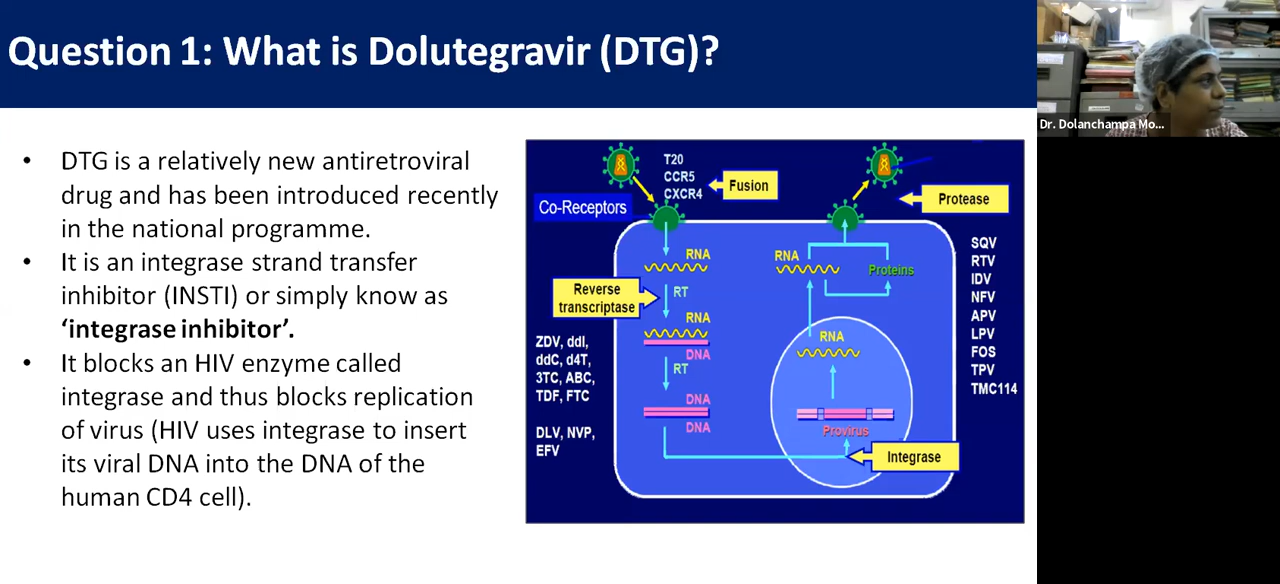 Question 1: What is Dolutegravir (DTG)?
Dr. Dolanchampa Mo...
• DTG is a relatively new antiretroviral
drug and has been introduced recently
in the national programme.
• It is an integrase strand transfer
inhibitor (INSTI) or simply know as
‘integrase inhibitor’.
• It blocks an HIV enzyme called
integrase and thus blocks replication
of virus (HIV uses integrase to insert
its viral DNA into the DNA of the
human CD4 cell).
T20
CCR5
CXCR4
Fusion
Co-Receptors
Protease
RNA
Reverse
transcriptase
RT
RNA
DNA
RT
DNA
DNA
ZDV, ddI,
ddC, d4T,
3TC, ABC,
TDF, FTC
DLV, NVP,
EFV
RNA
Proteins
RNA
Provirus
Integrase
SQV
RTV
IDV
NFV
APV
LPV
FOS
TPV
TMC114